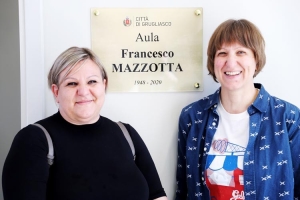 CITTÀ
DI GRUGLIASCO
Aula
Francesco
MAZZOTTA
1948 - 2020